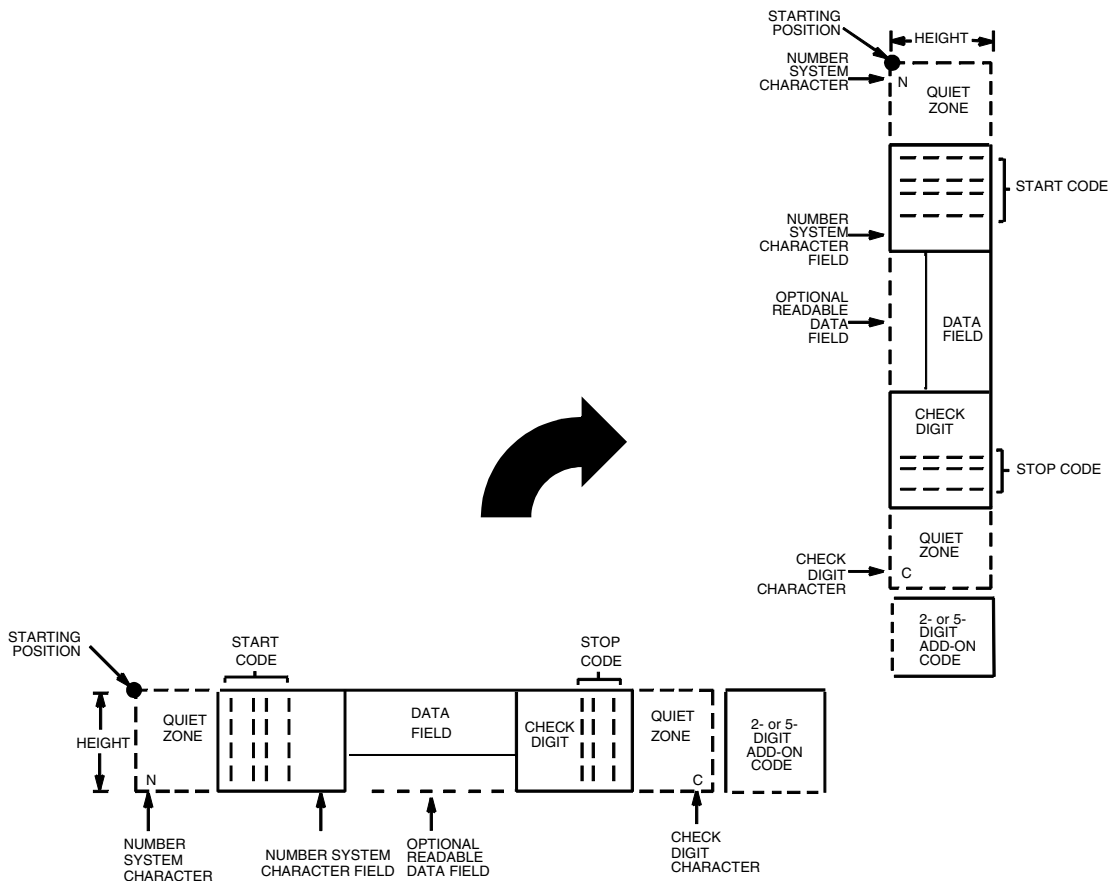 STARTING
POSITION
HEIGHT
NUMBER
SYSTEM
CHARACTER
N
QUIET
ZONE
START CODE
NUMBER
SYSTEM
CHARACTER
FIELD
OPTIONAL
READABLE
DATA
FIELD
DATA
FIELD
CHECK
DIGIT
STOP CODE
QUIET
ZONE
CHECK
DIGIT
CHARACTER
C
2- or 5-
DIGIT
ADD-ON
CODE
STARTING
POSITION
START
CODE
STOP
CODE
HEIGHT
QUIET
ZONE
N
DATA
FIELD
CHECK
DIGIT
QUIET
ZONE
C
2- or 5-
DIGIT
ADD-ON
CODE
NUMBER
SYSTEM
CHARACTER
NUMBER SYSTEM
CHARACTER FIELD
OPTIONAL
READABLE
DATA FIELD
CHECK
DIGIT
CHARACTER